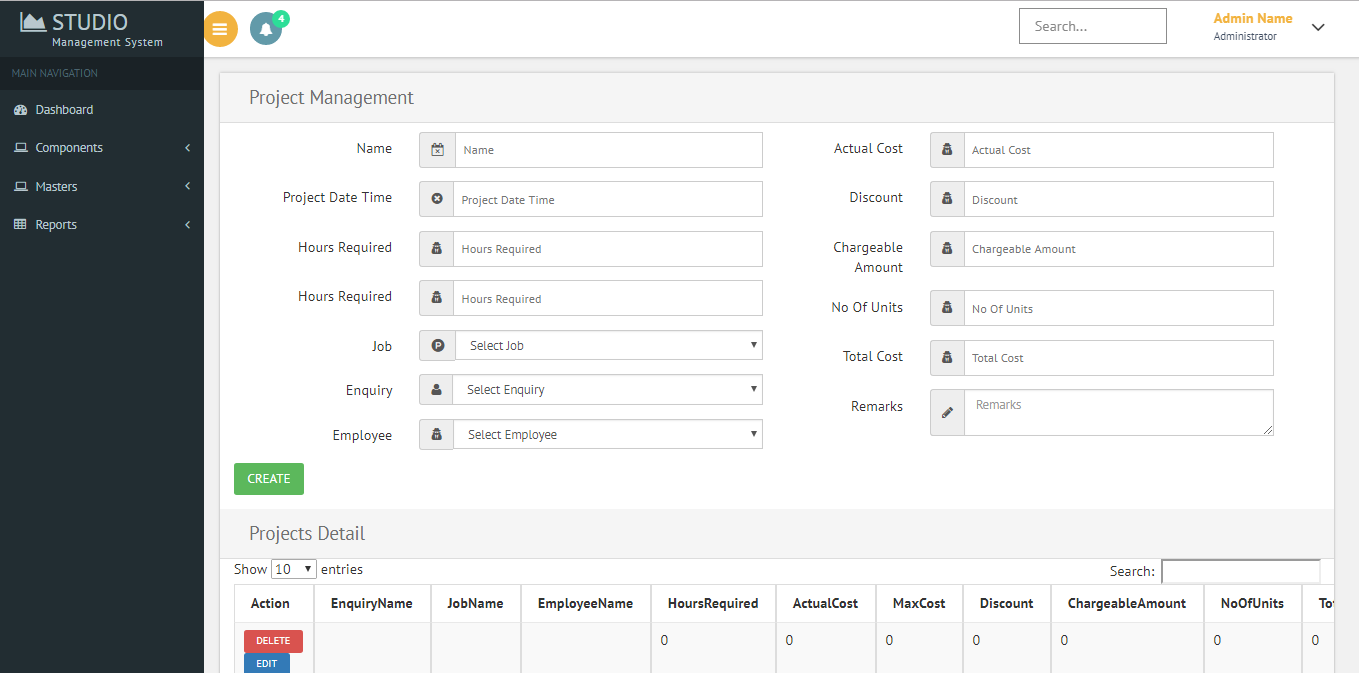 STUDIO
Management System
4
Search...
Admin Name
Administrator
MAIN NAVIGATION
Dashboard
Components
Masters
Reports
Project Management
Name
Name
Project Date Time
Project Date Time
Hours Required
Hours Required
Hours Required
Hours Required
Job
P
Select Job
Enquiry
Select Enquiry
Employee
Select Employee
Actual Cost
Actual Cost
Discount
Discount
Chargeable
Amount
Chargeable Amount
No Of Units
No Of Units
Total Cost
Total Cost
Remarks
Remarks
CREATE
Projects Detail
Show 10 entries
Search:
Action EnquiryName JobName EmployeeName HoursRequired ActualCost MaxCost Discount ChargeableAmount NoOfUnits
DELETE 0 0 0 0 0 0 0
EDIT